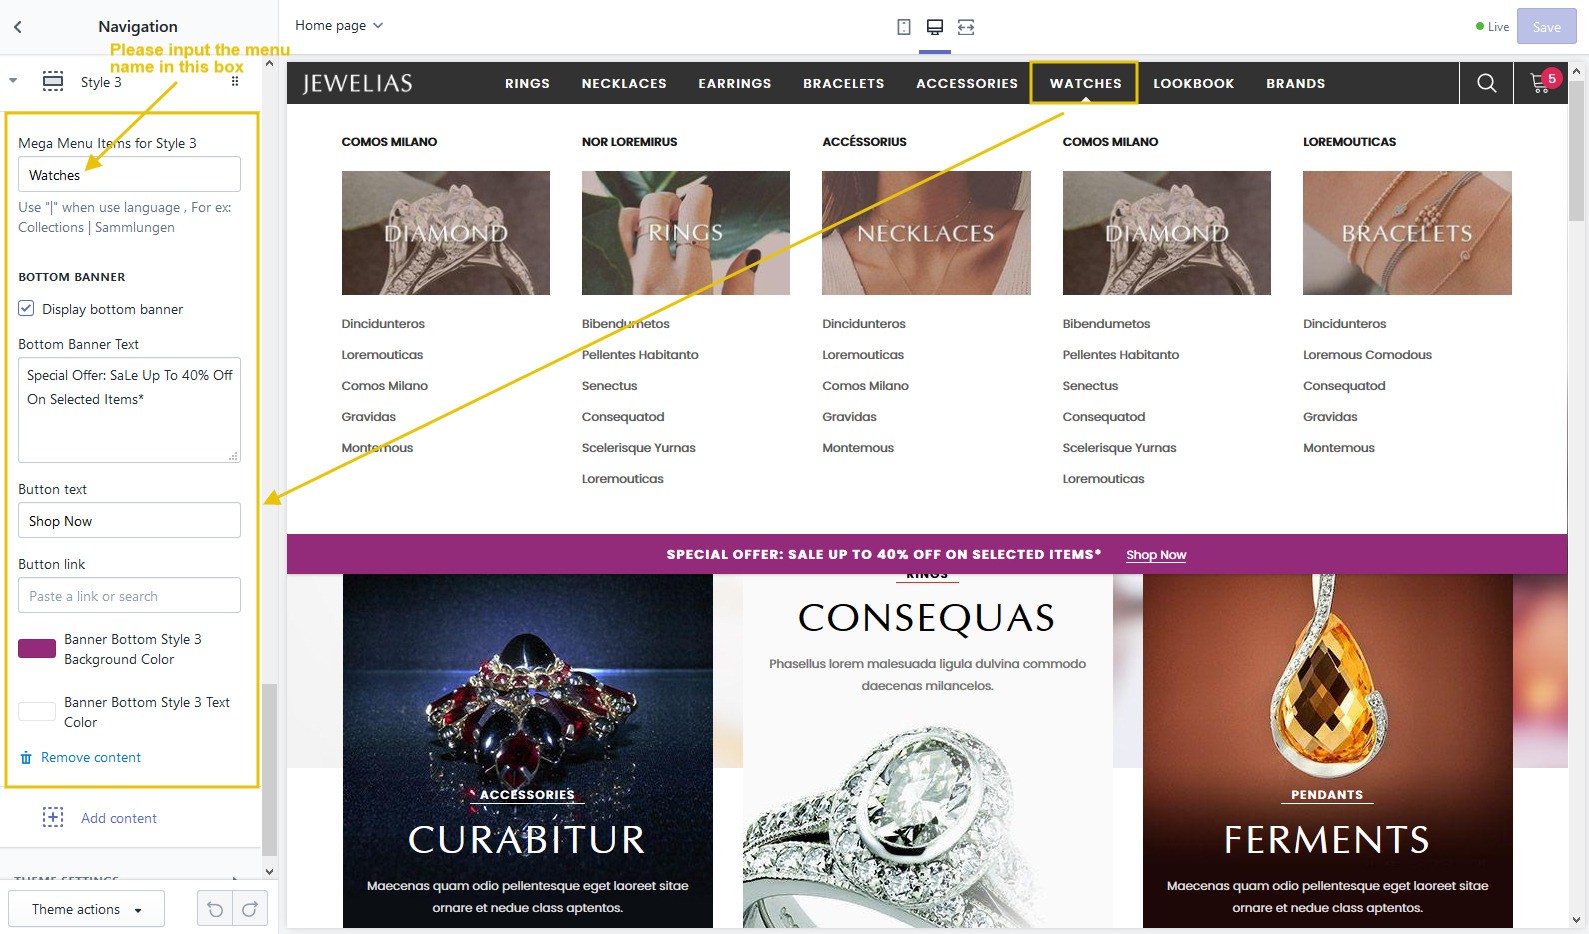 Navigation
Please input the menu
name in this box
Style 3
Mega Menu Items for Style 3
Watches
Use "|" when use language , For ex:
Collections | Sammlungen
BOTTOM BANNER
Display bottom banner
Bottom Banner Text
Special Offer: SaLe Up To 40% Off
On Selected Items*
Button text
Shop Now
Button link
Paste a link or search
Banner Bottom Style 3
Background Color
Banner Bottom Style 3 Text
Color
Remove content
Add content
THEME SETTINGS
Theme actions
Home page
Live
Save
JEWELIAS
RINGS NECKLACES EARRINGS BRACELETS ACCESSORIES WATCHES LOOKBOOK BRANDS
5
COMOS MILANO
DIAMOND
Dincidunteros
Loremouticas
Comos Milano
Gravidas
Montemous
NOR LOREMIRUS
RINGS
Bibendumetos
Pellentes Habitanto
Senectus
Consequatod
Scelerisque Yurnas
Loremouticas
ACCÉSSORIUS
NECKLACES
Dincidunteros
Loremouticas
Comos Milano
Gravidas
Montemous
COMOS MILANO
DIAMOND
Bibendumetos
Pellentes Habitanto
Senectus
Consequatod
Scelerisque Yurnas
Loremouticas
LOREMOUTICAS
BRACELETS
Dincidunteros
Loremous Comodous
Consequatod
Gravidas
Montemous
SPECIAL OFFER: SALE UP TO 40% OFF ON SELECTED ITEMS* Shop Now
ACCESSORIES
CURABITUR
Maecenas quam odio pellentesque eget laoreet sitae
ornare et nedue class aptentos.
RINGS
CONSEQUAS
Phasellus lorem malesuada ligula dulvina commodo
daecenas milancelos.
PENDANTS
FERMENTS
Maecenas quam odio pellentesque eget laoreet sitae
ornare et nedue class aptentos.